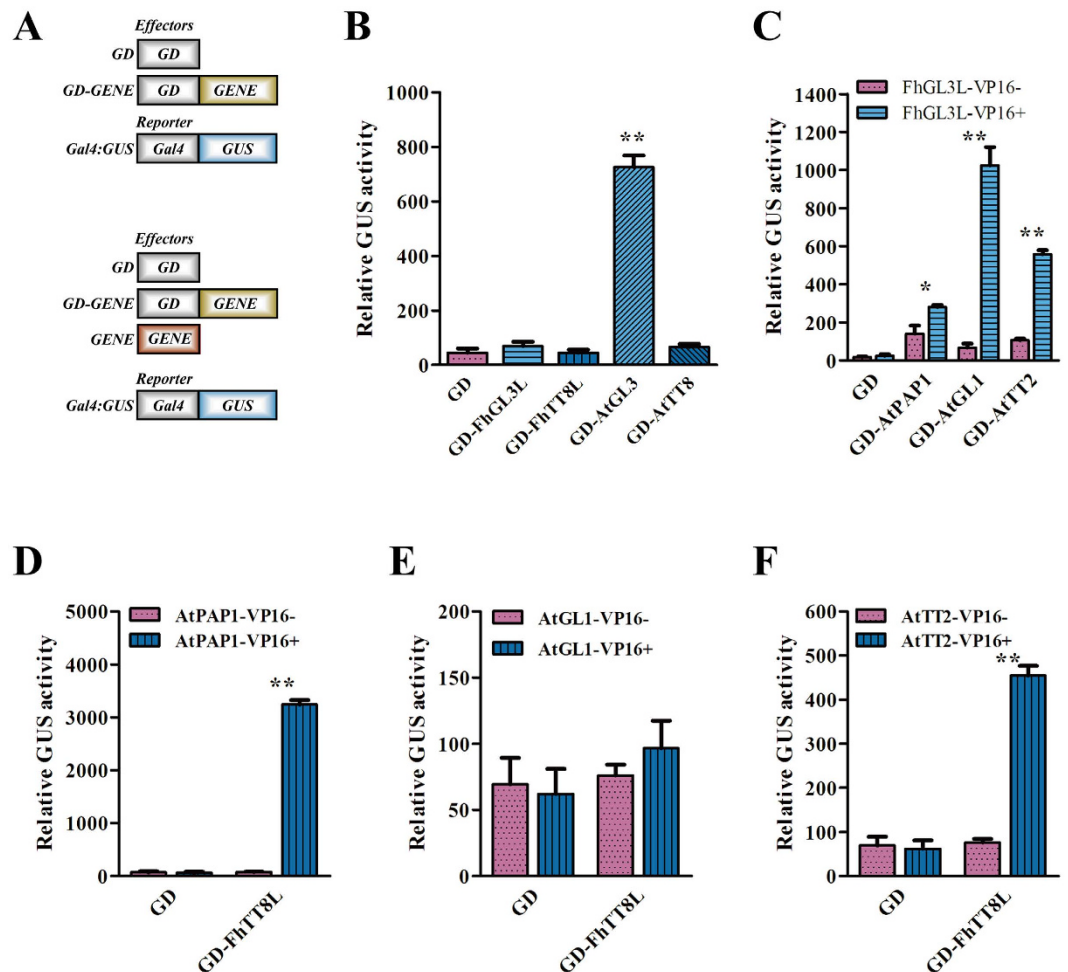 A
Effectors
GD GD
GD-GENE GD GENE
Reporter
Gal4:GUS Gal4 GUS
Effectors
GD GD
GD-GENE GD GENE
GENE GENE
Reporter
Gal4:GUS Gal4 GUS
B
Relative GUS activity
1000
800
600
400
200
0
**
GD
GD-FhGL3L
GD-FhTT8L
GD-AtGL3
GD-AtTT8
C
FhGL3L-VP16-
FhGL3L-VP16+
Relative GUS activity
1400
1200
1000
800
600
400
200
0
*
**
**
GD
GD-AtPAP1
GD-AtGL1
GD-AtTT2
D
AtPAP1-VP16-
AtPAP1-VP16+
Relative GUS activity
5000
4000
3000
2000
1000
0
**
GD
GD-FhTT8L
E
AtGL1-VP16-
AtGL1-VP16+
Relative GUS activity
200
150
100
50
0
GD
GD-FhTT8L
F
AtTT2-VP16-
AtTT2-VP16+
Relative GUS activity
600
500
400
300
200
100
0
**
GD
GD-FhTT8L